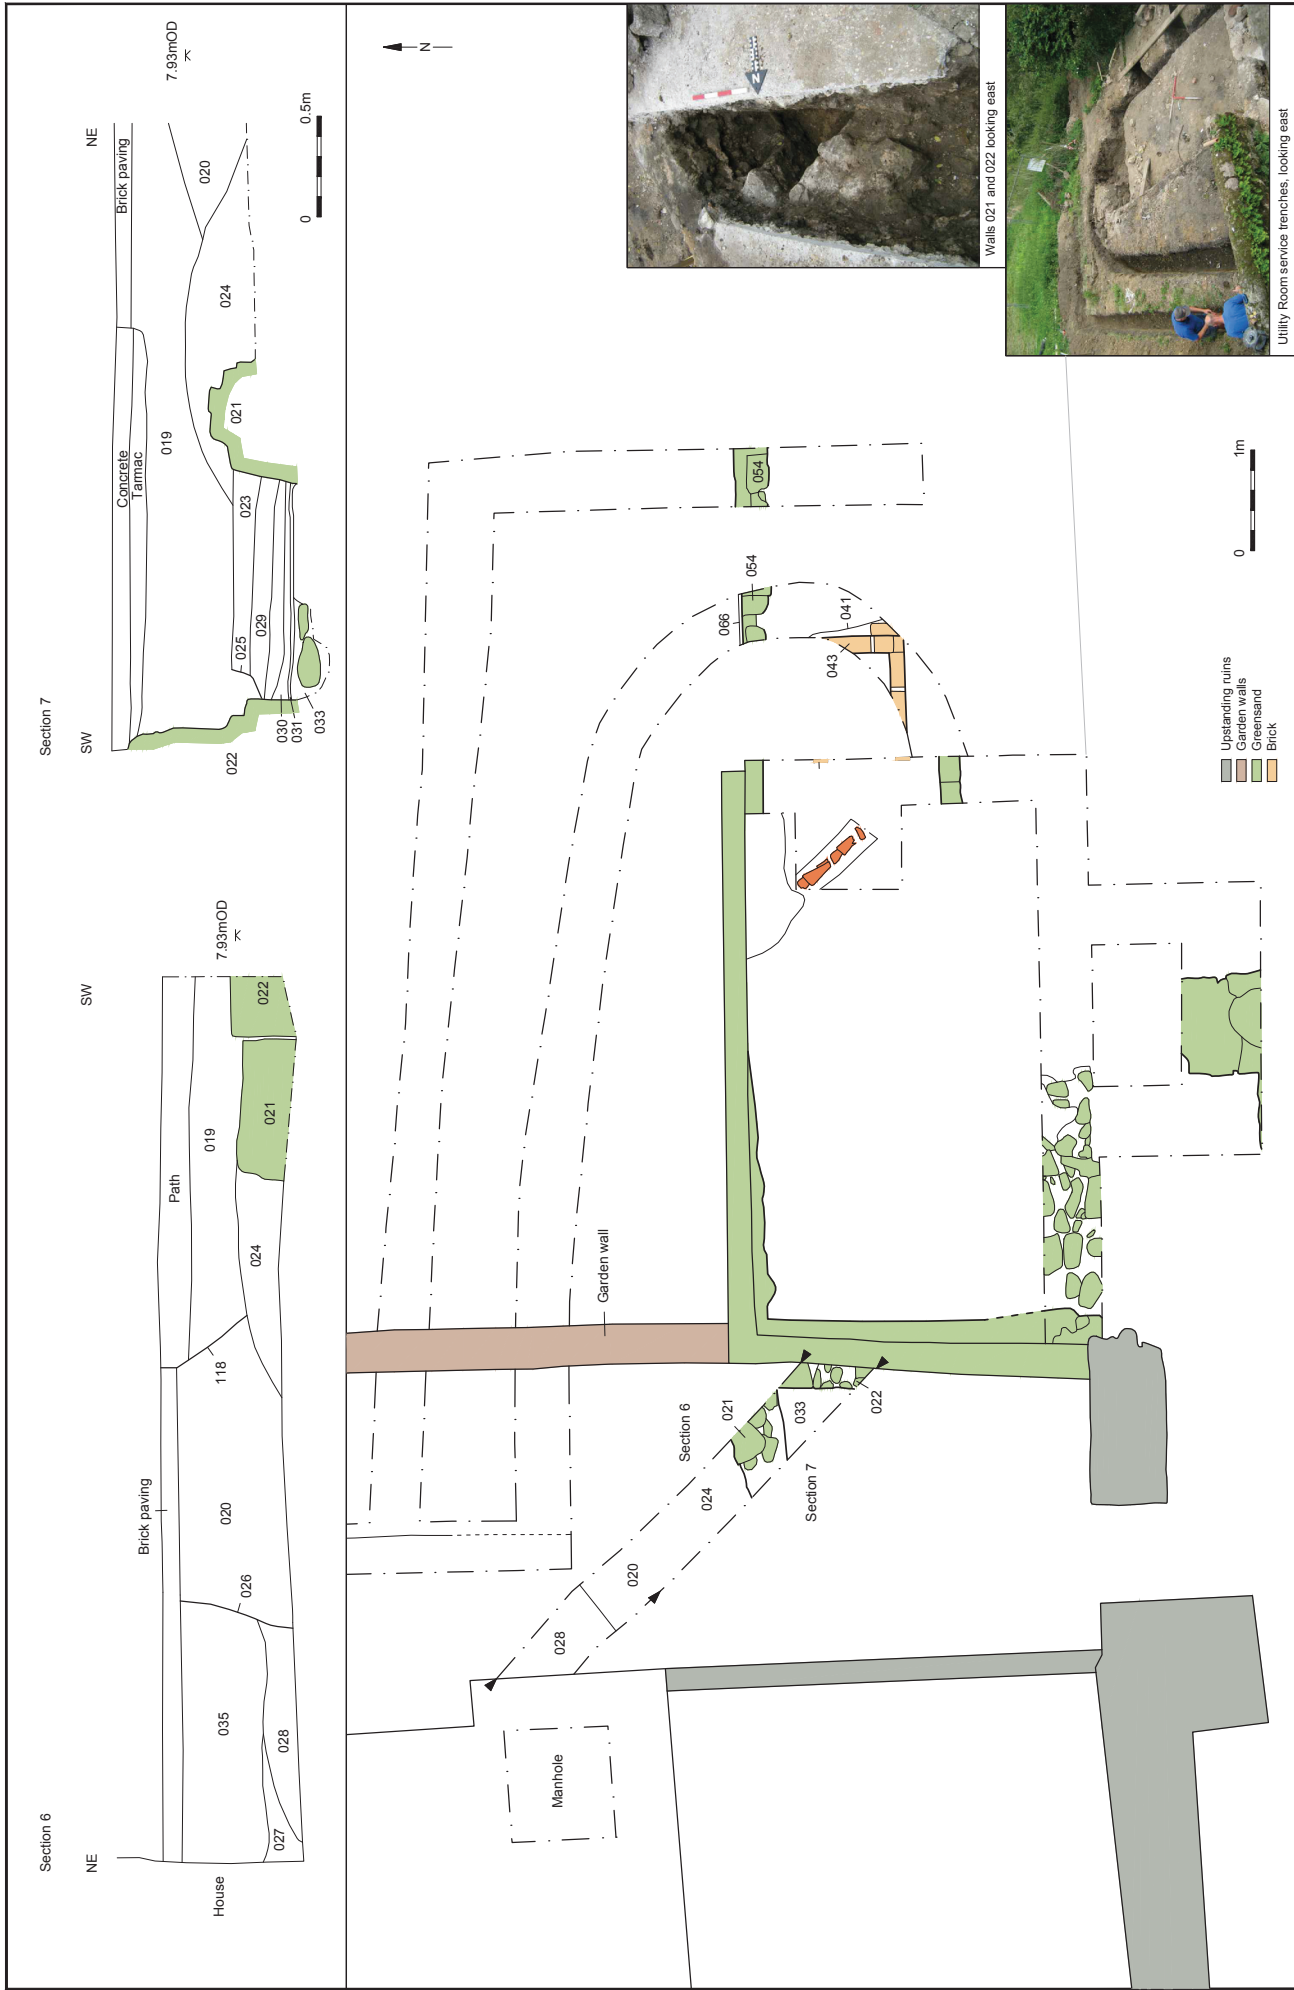 Section 6
NE
SW
House
Brick paving
Path
7.93mOD
035
026
020
118
019
024
021
022
027
028
Section 7
SW
NE
Concrete
Tarmac
Brick paving
7.93mOD
019
020
024
021
023
025
029
030
031
033
022
0
0.5m
N
Manhole
Garden wall
028
020
024
Section 6
Section 7
021
033
022
066
054
054
043
041
Upstanding ruins
Garden walls
Greensand
Brick
0
1m
Walls 021 and 022 looking east
N
Utility Room service trenches, looking east